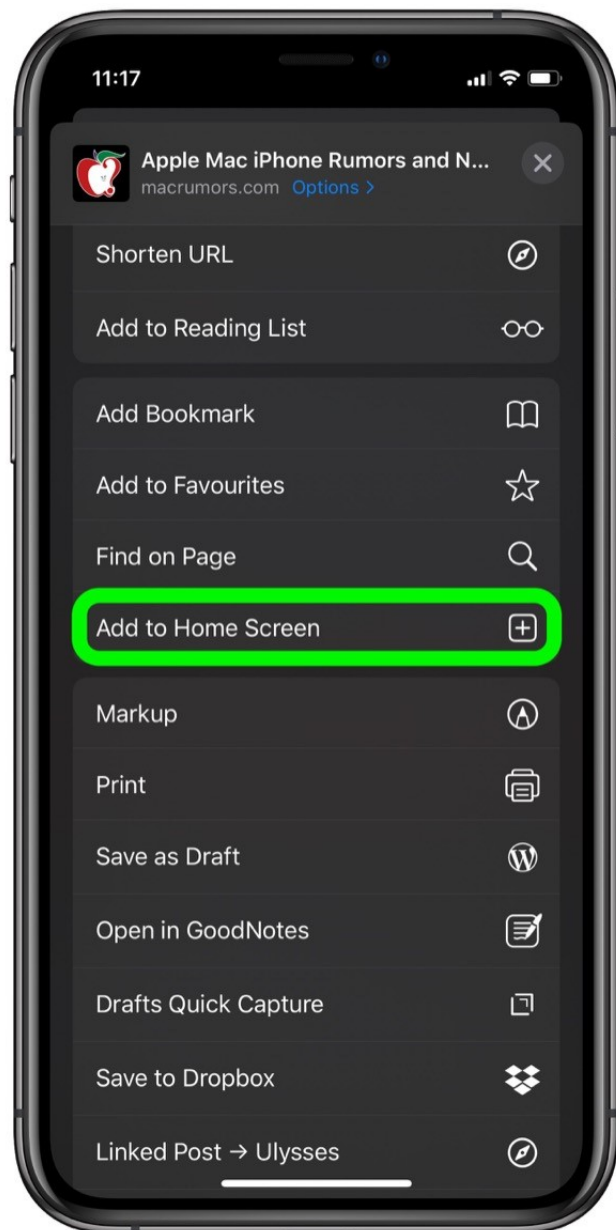 11:17
Apple Mac iPhone Rumors and N...
macrumors.com Options >
Shorten URL
Add to Reading List
Add Bookmark
Add to Favourites
Find on Page
Add to Home Screen
Markup
Print
Save as Draft
Open in GoodNotes
Drafts Quick Capture
Save to Dropbox
Linked Post → Ulysses